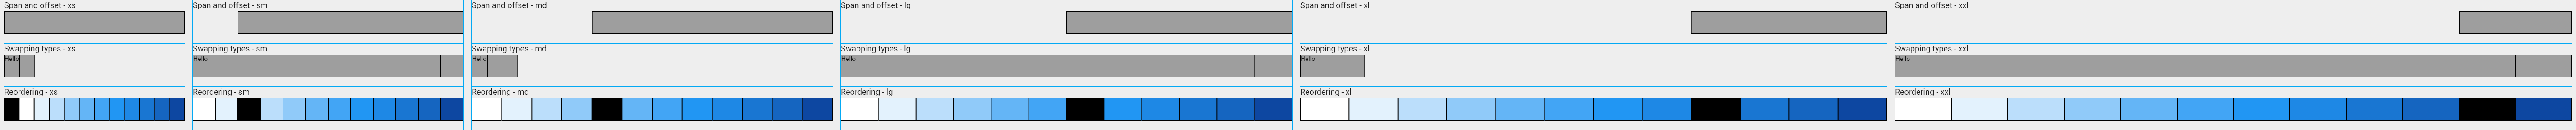 Span and offset - xs
Span and offset - sm
Span and offset - md
Span and offset - lg
Span and offset - xl
Span and offset - xxl
Swapping types - xs
Swapping types - sm
Swapping types - md
Swapping types - lg
Swapping types - xl
Swapping types - xxl
Hello
Hello
Hello
Hello
Hello
Hello
Reordering - xs
Reordering - sm
Reordering - md
Reordering - lg
Reordering - xl
Reordering - xxl